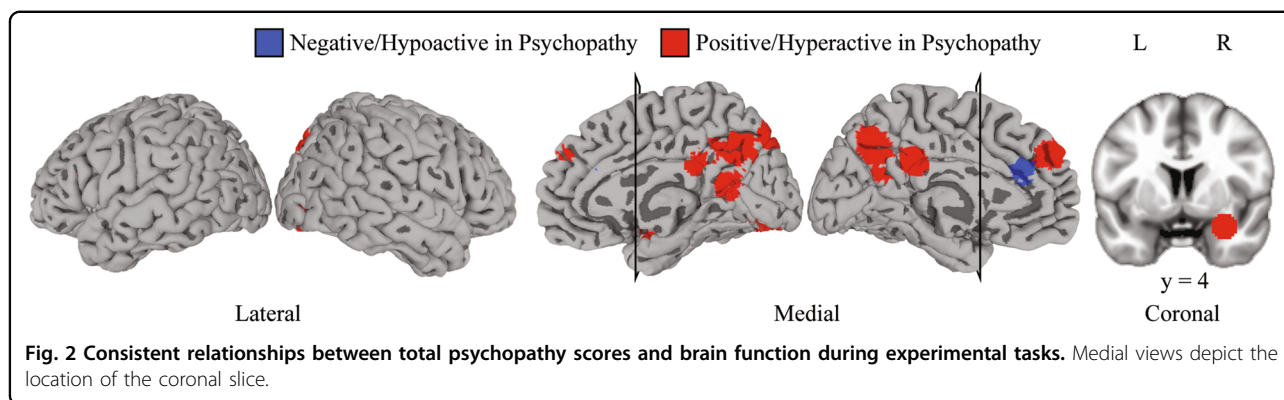 Negative/Hypoactive in Psychopathy Positive/Hyperactive in Psychopathy L R
y = 4
Lateral Medial Coronal
Fig. 2 Consistent relationships between total psychopathy scores and brain function during experimental tasks. Medial views depict the
location of the coronal slice.